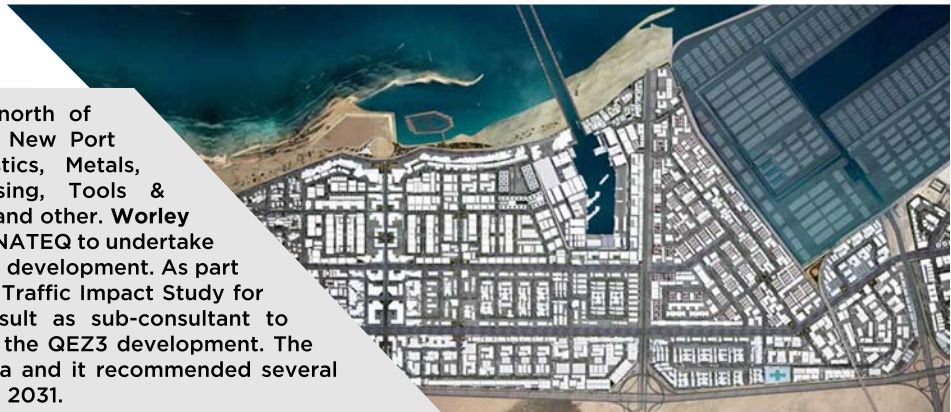 north of
New Port
tics, Metals,
sing, Tools &
and other. Worley
NATEQ to undertake
development. As part
Traffic Impact Study for
sult as sub-consultant to
the QEZ3 development. The
a and it recommended several
2031.